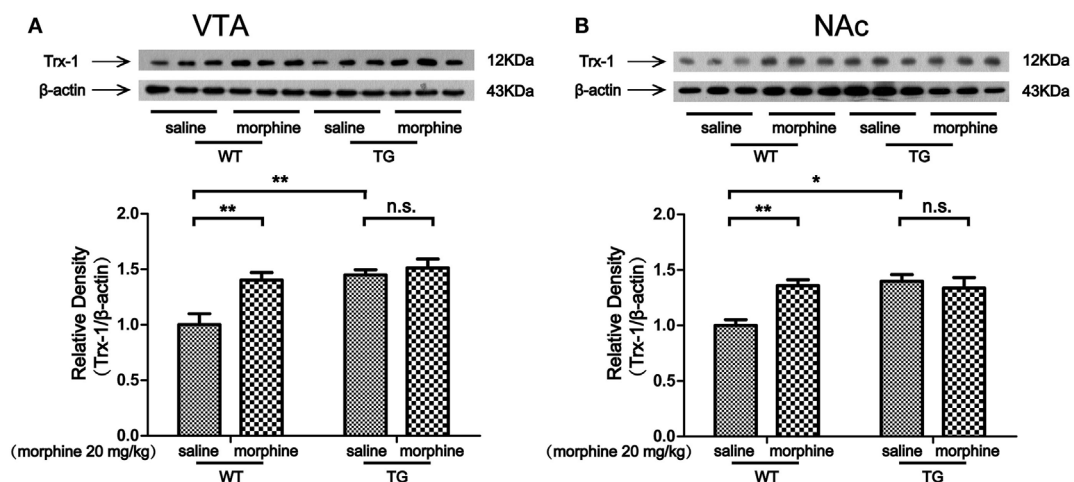 A VTA
Trx-1 12KDa
β-actin 43KDa
saline morphine saline morphine
WT TG
** **
n.s.
Relative Density
(Trx-1/β-actin)
2.0
1.5
1.0
0.5
0.0
(morphine 20 mg/kg) saline morphine saline morphine
WT TG
B NAc
Trx-1 12KDa
β-actin 43KDa
saline morphine saline morphine
WT TG
*
** n.s.
Relative Density
(Trx-1/β-actin)
2.0
1.5
1.0
0.5
0.0
(morphine 20 mg/kg) saline morphine saline morphine
WT TG